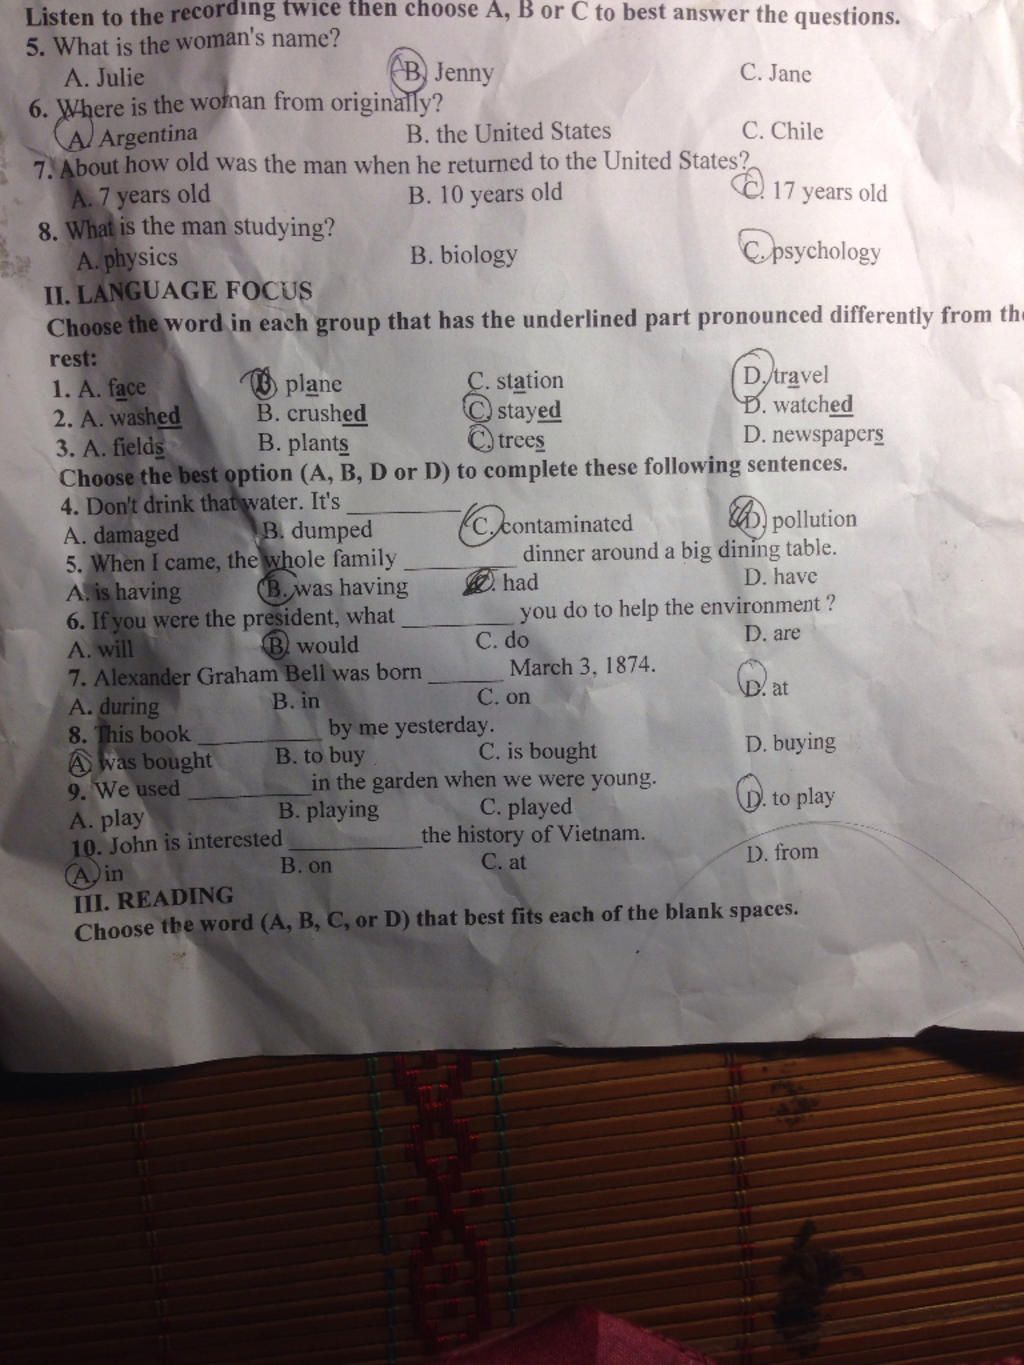 Listen to the recording twice then choose A, B or C to best answer the questions.
5. What is the woman's name?
A. Julie B. Jenny C. Jane
6. Where is the woman from originally?
A. Argentina B. the United States C. Chile
7. About how old was the man when he returned to the United States?
A. 7 years old B. 10 years old C. 17 years old
8. What is the man studying?
A. physics B. biology C. psychology
II. LANGUAGE FOCUS
Choose the word in each group that has the underlined part pronounced differently from the
rest:
1. A. face B. plane C. station D. travel
2. A. washed B. crushed C. stayed D. watched
3. A. fields B. plants C. trees D. newspapers
Choose the best option (A, B, D or D) to complete these following sentences.
4. Don't drink that water. It's __________
A. damaged B. dumped C. contaminated D. pollution
5. When I came, the whole family __________ dinner around a big dining table.
A. is having B. was having C. had D. have
6. If you were the president, what __________ you do to help the environment ?
A. will B. would C. do D. are
7. Alexander Graham Bell was born ______ March 3, 1874.
A. during B. in C. on D. at
8. This book __________ by me yesterday.
A. was bought B. to buy C. is bought D. buying
9. We used __________ in the garden when we were young.
A. play B. playing C. played D. to play
10. John is interested __________ the history of Vietnam.
A. in B. on C. at D. from
III. READING
Choose the word (A, B, C, or D) that best fits each of the blank spaces.